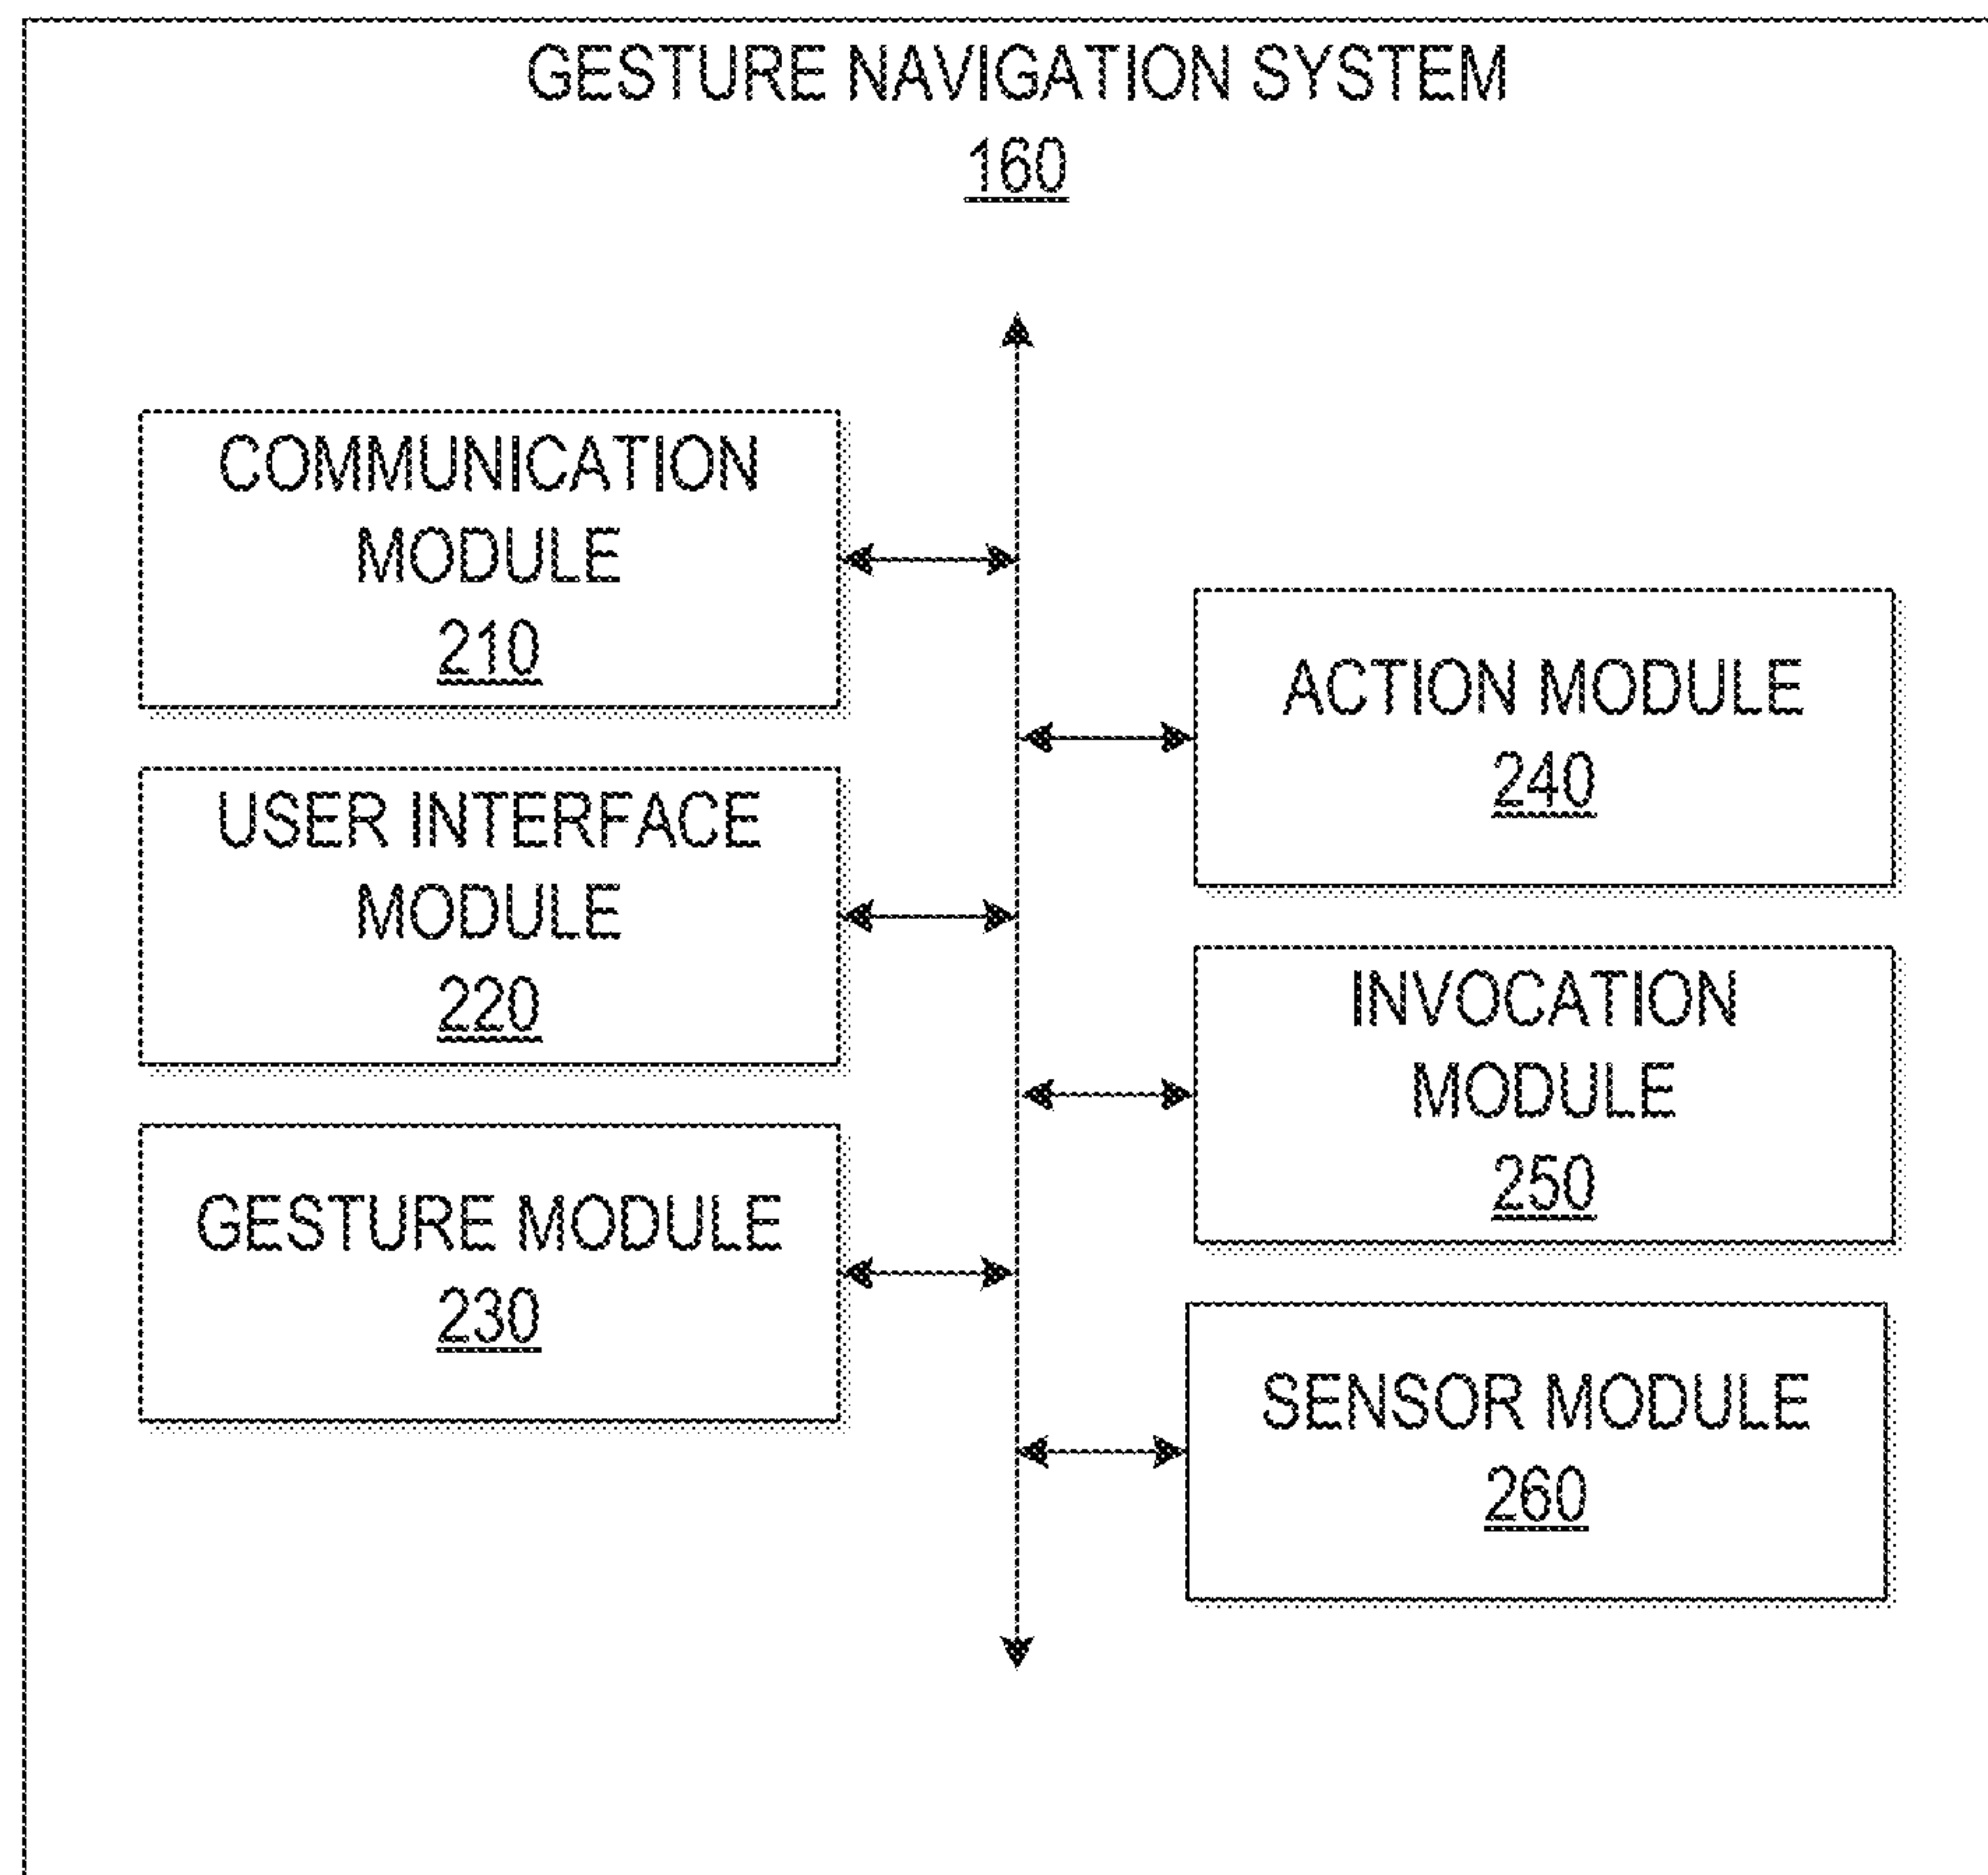 GESTURE NAVIGATION SYSTEM
160
COMMUNICATION
MODULE
210
USER INTERFACE
MODULE
220
GESTURE MODULE
230
ACTION MODULE
240
INVOCATION
MODULE
250
SENSOR MODULE
260